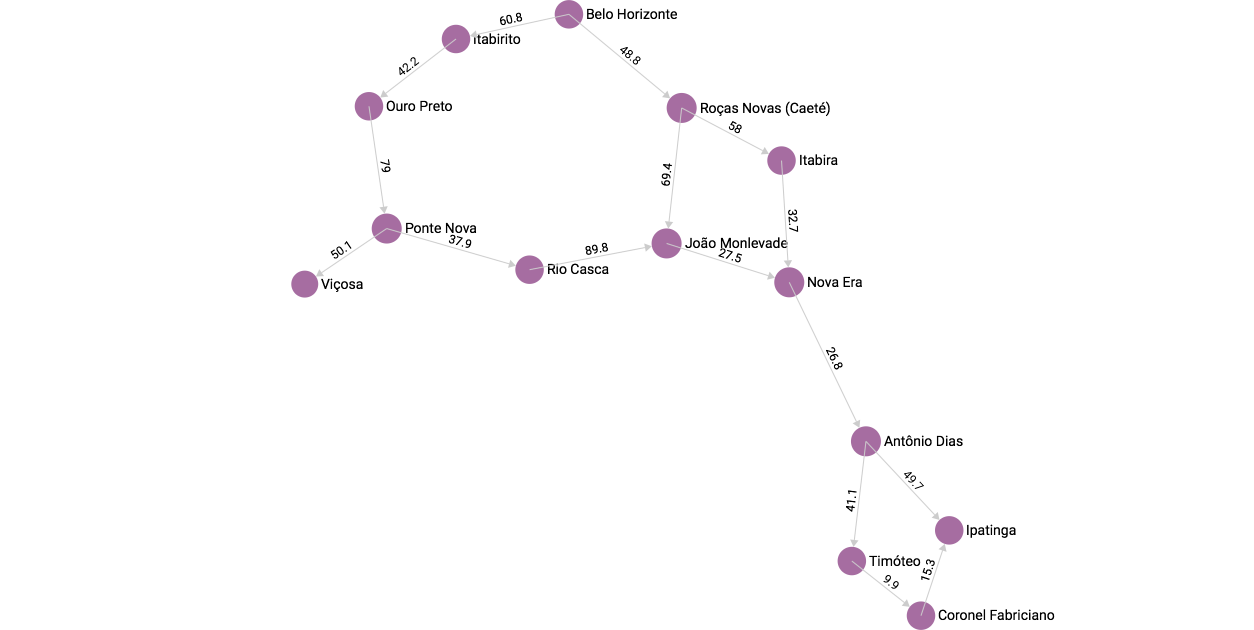 60.8
Belo Horizonte
Itabirito
42.2
48.8
Ouro Preto
Roças Novas (Caeté)
58
79
69.4
Itabira
32.7
Ponte Nova
37.9
50.1
89.8
João Monlevade
27.5
Viçosa
Rio Casca
Nova Era
26.8
Antônio Dias
49.7
41.1
Ipatinga
Timóteo
15.3
9.9
Coronel Fabriciano